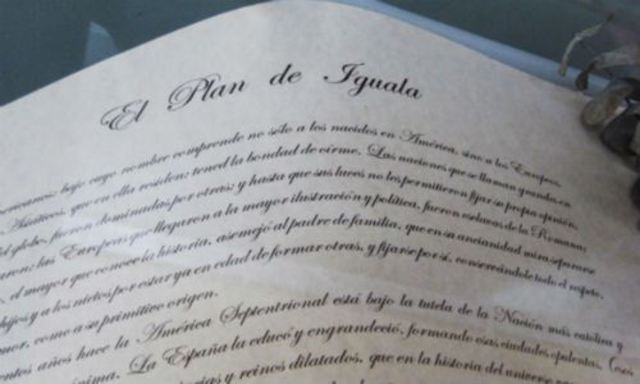 El Plan de Iguala
bajo cuyo nombre comprende no sólo a los nacidos en América, sino a los Europeos,
Asiáticos, que en ella residen: tened la bondad de oirme. Las naciones que se llaman grandes en
globo, fueron dominadas por otras; y hasta que sus luces no les permitieron fijar su propia opinión,
las Europeas que llegaron a la mayor ilustración y política, fueron esclavas de la Romana;
el mayor que conoce la historia, asemejó al padre de familia, que en su ancianidad mira separarse
hijos y a los nietos por estar ya en edad de formar otras, y fijarse por sí, conservándole todo el respeto,
como a su primitivo origen.
años hace la América Septentrional está bajo la tutela de la Nación más católica y
La España la educó y engrandeció, formando esas ciudades opulentas,
y reinos dilatados, que en la historia del